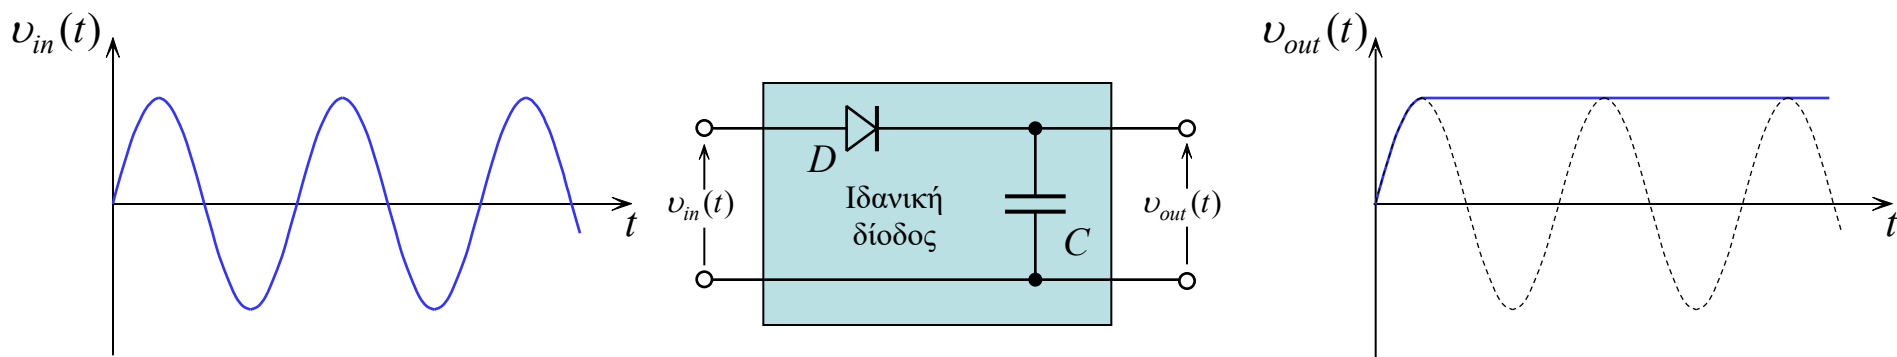 υin(t)
t
D
Ιδανική
δίοδος
C
υin(t)
υout(t)
υout(t)
t